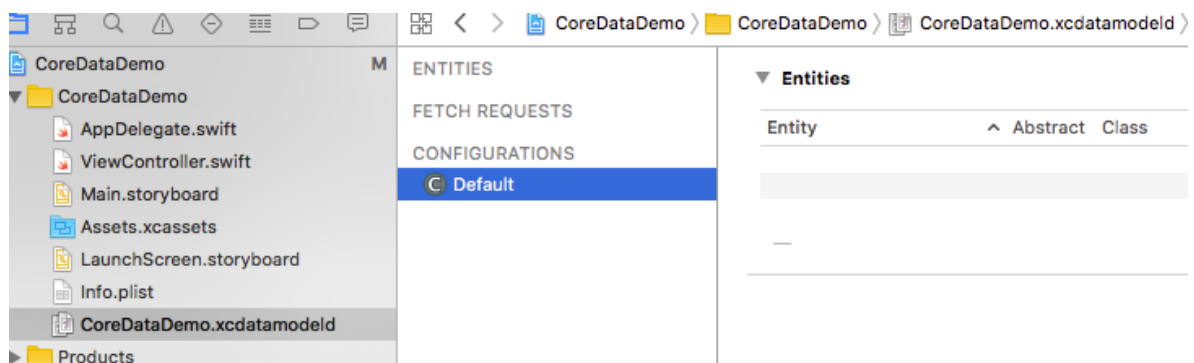 CoreDataDemo 〉 CoreDataDemo 〉 CoreDataDemo.xcdatamodeld 〉
CoreDataDemo M
CoreDataDemo
AppDelegate.swift
ViewController.swift
Main.storyboard
Assets.xcassets
LaunchScreen.storyboard
Info.plist
CoreDataDemo.xcdatamodeld
Products
ENTITIES
FETCH REQUESTS
CONFIGURATIONS
C Default
Entities
Entity Abstract Class